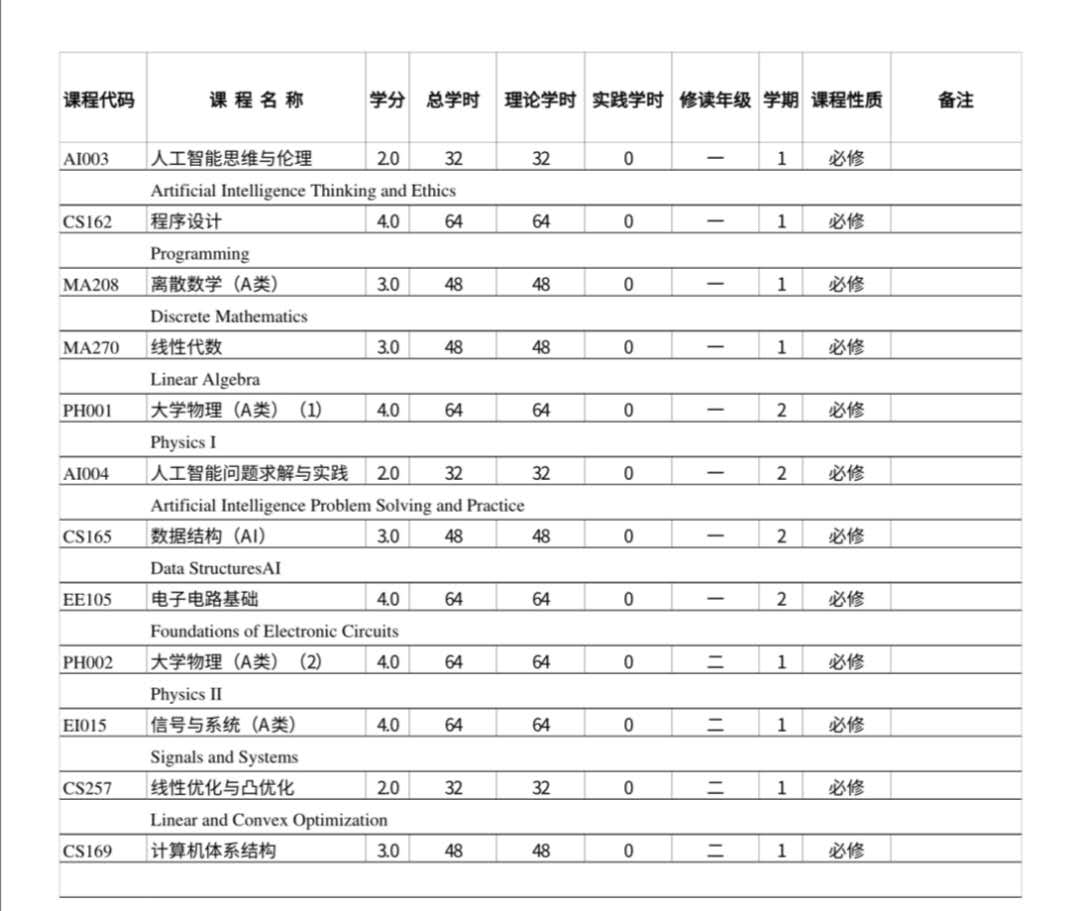 课程代码 课 程 名 称 学分 总学时 理论学时 实践学时 修读年级 学期 课程性质 备注
AI003 人工智能思维与伦理 2.0 32 32 0 一 1 必修
Artificial Intelligence Thinking and Ethics
CS162 程序设计 4.0 64 64 0 一 1 必修
Programming
MA208 离散数学（A类） 3.0 48 48 0 一 1 必修
Discrete Mathematics
MA270 线性代数 3.0 48 48 0 一 1 必修
Linear Algebra
PH001 大学物理（A类）（1） 4.0 64 64 0 一 2 必修
Physics I
AI004 人工智能问题求解与实践 2.0 32 32 0 一 2 必修
Artificial Intelligence Problem Solving and Practice
CS165 数据结构（AI） 3.0 48 48 0 一 2 必修
Data StructuresAI
EE105 电子电路基础 4.0 64 64 0 一 2 必修
Foundations of Electronic Circuits
PH002 大学物理（A类）（2） 4.0 64 64 0 二 1 必修
Physics II
EI015 信号与系统（A类） 4.0 64 64 0 二 1 必修
Signals and Systems
CS257 线性优化与凸优化 2.0 32 32 0 二 1 必修
Linear and Convex Optimization
CS169 计算机体系结构 3.0 48 48 0 二 1 必修